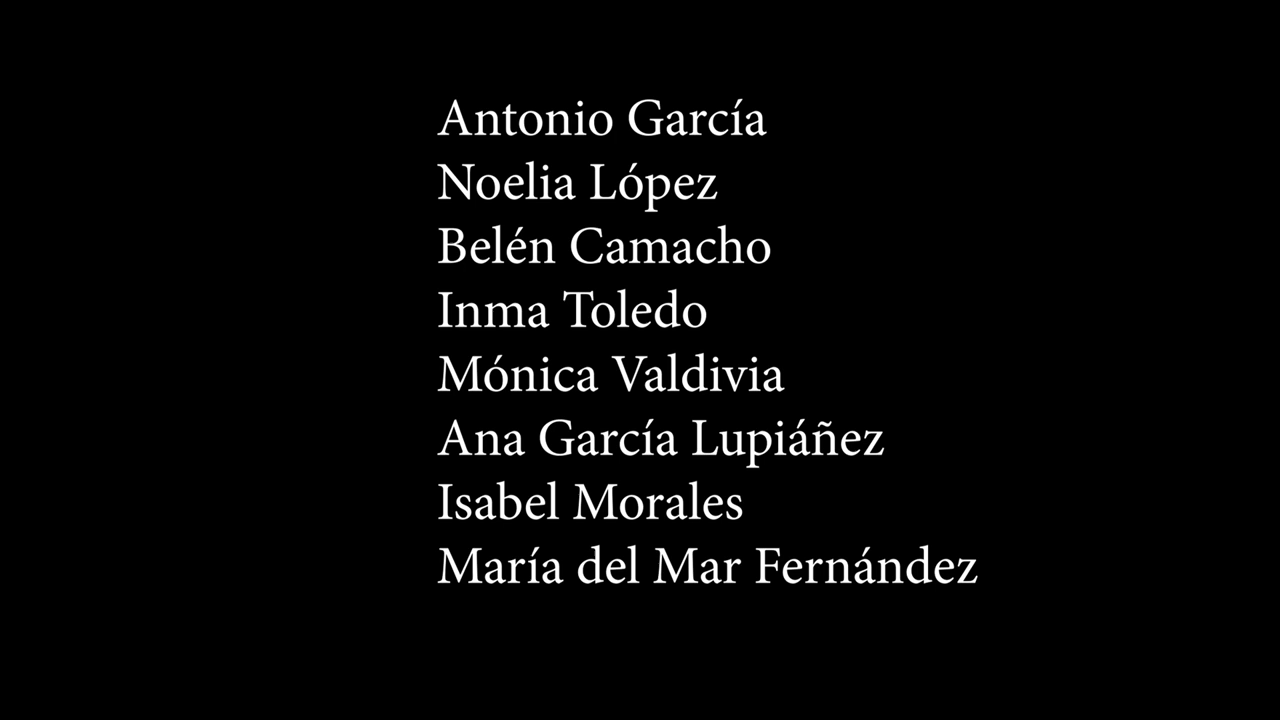 Antonio García
Noelia López
Belén Camacho
Inma Toledo
Mónica Valdivia
Ana García Lupiáñez
Isabel Morales
María del Mar Fernández